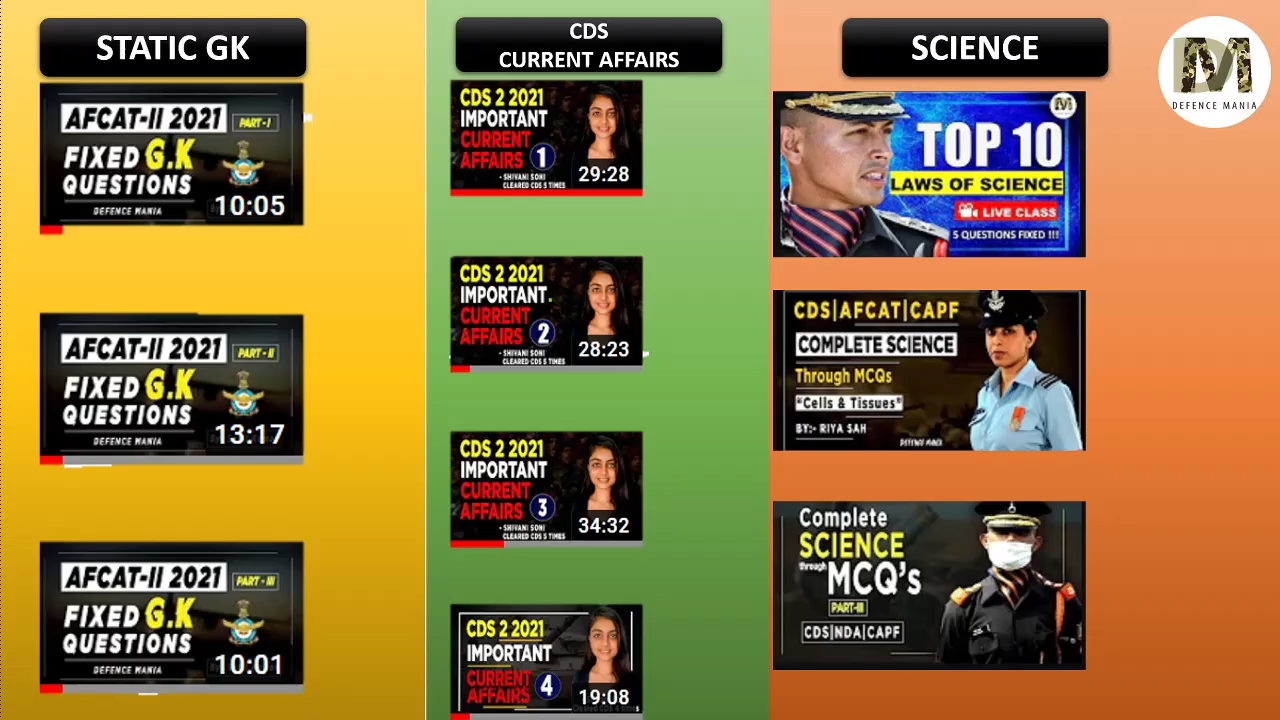 STATIC GK
AFCAT-II 2021
PART-I
FIXED G.K
QUESTIONS
DEFENCE MANIA
10:05
AFCAT-II 2021
PART-II
FIXED G.K
QUESTIONS
DEFENCE MANIA
13:17
AFCAT-II 2021
PART-III
FIXED G.K
QUESTIONS
DEFENCE MANIA
10:01
CDS
CURRENT AFFAIRS
CDS 2 2021
IMPORTANT
CURRENT
AFFAIRS 1
- SHIVANI SONI
CLEARED CDS 5 TIMES
29:28
CDS 2 2021
IMPORTANT
CURRENT
AFFAIRS 2
- SHIVANI SONI
CLEARED CDS 5 TIMES
28:23
CDS 2 2021
IMPORTANT
CURRENT
AFFAIRS 3
- SHIVANI SONI
CLEARED CDS 5 TIMES
34:32
CDS 2 2021
IMPORTANT
CURRENT
AFFAIRS 4
19:08
SCIENCE
TOP 10
LAWS OF SCIENCE
LIVE CLASS
5 QUESTIONS FIXED !!!
CDS|AFCAT|CAPF
COMPLETE SCIENCE
Through MCQs
"Cells & Tissues"
BY:- RIYA SAH
DEFENCE MANIA
Complete
SCIENCE
through MCQ's
PART-III
CDS|NDA|CAPF
DM
DEFENCE MANIA